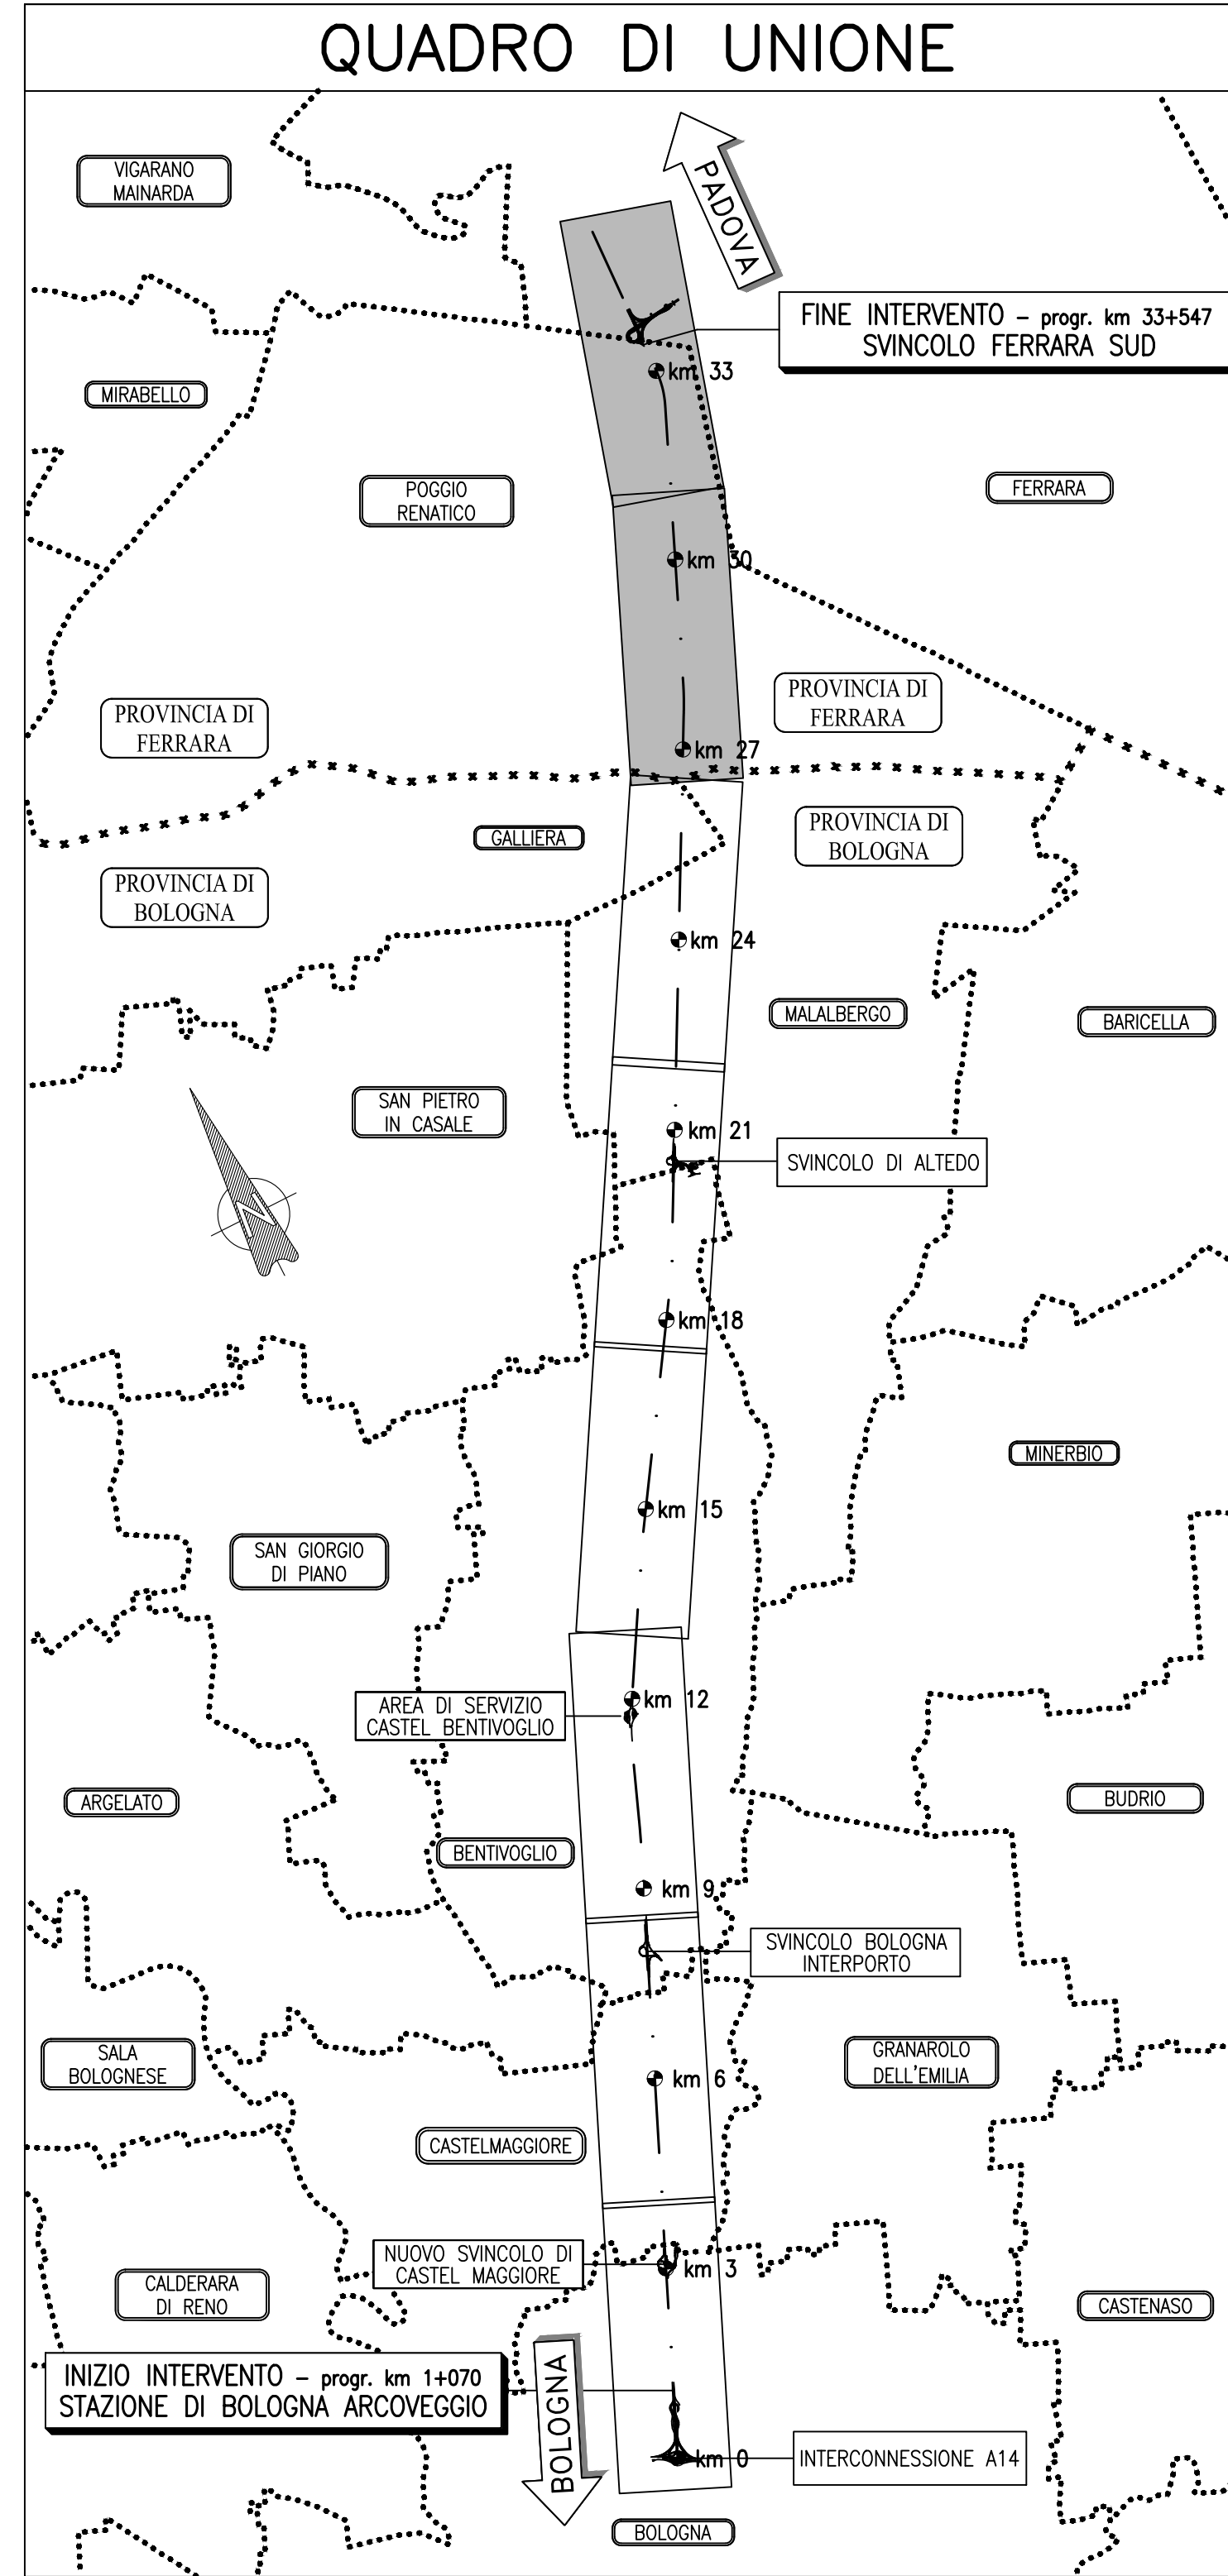 QUADRO DI UNIONE
VIGARANO
MAINARDA
PADOVA
FINE INTERVENTO – progr. km 33+547
SVINCOLO FERRARA SUD
km 33
MIRABELLO
POGGIO
RENATICO
FERRARA
km 30
PROVINCIA DI
FERRARA
PROVINCIA DI
FERRARA
km 27
GALLIERA
PROVINCIA DI
BOLOGNA
PROVINCIA DI
BOLOGNA
km 24
MALALBERGO
BARICELLA
SAN PIETRO
IN CASALE
km 21
SVINCOLO DI ALTEDO
N
km 18
MINERBIO
km 15
SAN GIORGIO
DI PIANO
km 12
AREA DI SERVIZIO
CASTEL BENTIVOGLIO
ARGELATO
BUDRIO
BENTIVOGLIO
km 9
SVINCOLO BOLOGNA
INTERPORTO
SALA
BOLOGNESE
GRANAROLO
DELL'EMILIA
km 6
CASTELMAGGIORE
NUOVO SVINCOLO DI
CASTEL MAGGIORE
km 3
CALDERARA
DI RENO
CASTENASO
INIZIO INTERVENTO – progr. km 1+070
STAZIONE DI BOLOGNA ARCOVEGGIO
BOLOGNA
km 0
INTERCONNESSIONE A14
BOLOGNA